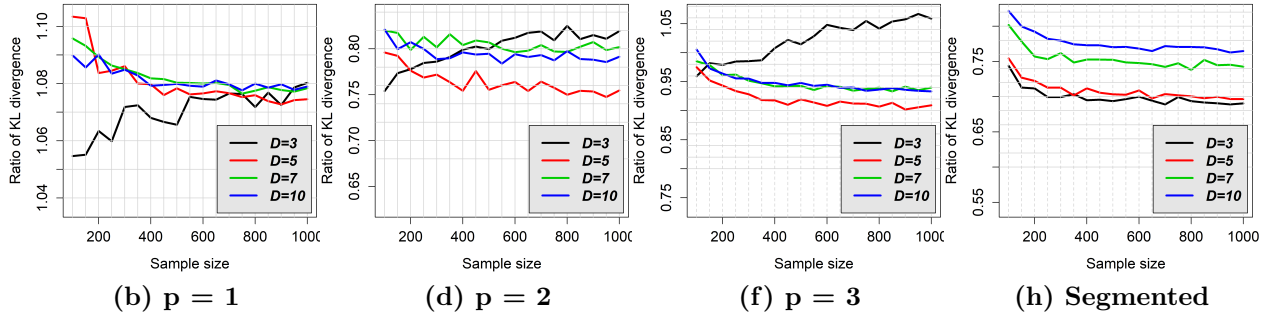 Ratio of KL divergence
1.10
1.08
1.06
1.04
200 400 600 800 1000
Sample size
D=3
D=5
D=7
D=10
(b) p = 1
Ratio of KL divergence
0.80
0.75
0.65
200 400 600 800 1000
Sample size
D=3
D=5
D=7
D=10
(d) p = 2
Ratio of KL divergence
1.05
0.95
0.85
0.75
200 400 600 800 1000
Sample size
D=3
D=5
D=7
D=10
(f) p = 3
Ratio of KL divergence
0.75
0.65
0.55
200 400 600 800 1000
Sample size
D=3
D=5
D=7
D=10
(h) Segmented